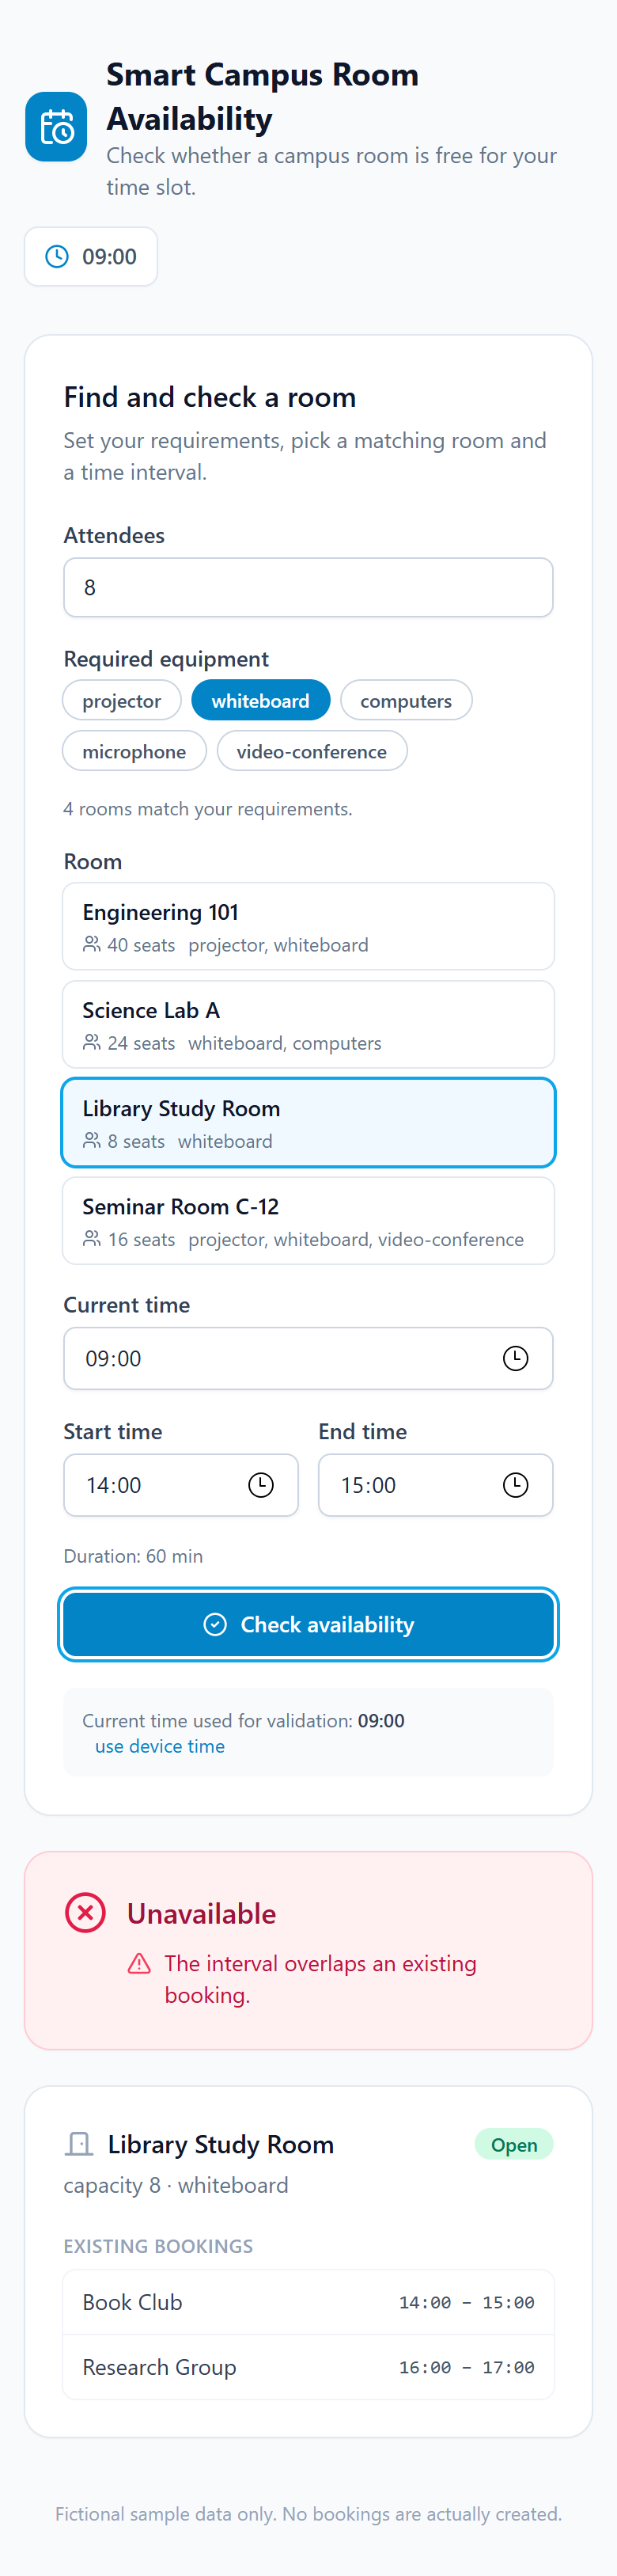 Smart Campus Room
Availability
Check whether a campus room is free for your
time slot.
09:00
Find and check a room
Set your requirements, pick a matching room and
a time interval.
Attendees
8
Required equipment
projector
whiteboard
computers
microphone
video-conference
4 rooms match your requirements.
Room
Engineering 101
40 seats projector, whiteboard
Science Lab A
24 seats whiteboard, computers
Library Study Room
8 seats whiteboard
Seminar Room C-12
16 seats projector, whiteboard, video-conference
Current time
09:00
Start time
End time
14:00
15:00
Duration: 60 min
Check availability
Current time used for validation: 09:00
use device time
Unavailable
The interval overlaps an existing
booking.
Library Study Room
Open
capacity 8 · whiteboard
EXISTING BOOKINGS
Book Club 14:00 – 15:00
Research Group 16:00 – 17:00
Fictional sample data only. No bookings are actually created.